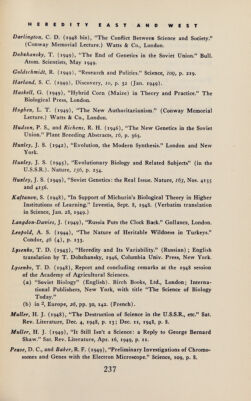 HEREDITY EAST AND WEST
Darlington, C. D. (1948 bis), "The Conflict Between Science and Society."
(Conway Memorial Lecture.) Watts & Co., London.
Dobzhansky, T. (1949), "The End of Genetics in the Soviet Union." Bull.
Atom. Scientists, May 1949.
Goldschmidt, R. (1949), "Research and Politics." Science, 109, p. 219.
Harland, S. C. (1949), Discovery, 10, p. 32 (Jan. 1949).
Haskell, G. (1949), "Hybrid Corn (Maize) in Theory and Practice." The
Biological Press, London.
Hogben, L. T. (1949), "The New Authoritarianism." (Conway Memorial
Lecture.) Watts & Co., London.
Hudson, P. S., and Richens, R. H. (1946), "The New Genetics in the Soviet
Union." Plant Breeding Abstracts, 16, p. 365.
Huxley, J. S. (1942), "Evolution, the Modern Synthesis." London and New
York.
Huxley, J. S. (1945), "Evolutionary Biology and Related Subjects" (in the
U.S.S.R.). Nature, 156, p. 254.
Huxley, J. S. (1949), "Soviet Genetics: the Real Issue. Nature, 163, Nos. 4155
and 4156.
Kaftanov, S. (1948), "In Support of Michurin's Biological Theory in Higher
Institutions of Learning." Izvestia, Sept. 8, 1948. (Verbatim translation
in Science, Jan. 28, 1949.)
Langdon-Davies, J. (1949), "Russia Puts the Clock Back." Gollancz, London.
Leopold, A. S. (1944), "The Nature of Heritable Wildness in Turkeys."
Condor, 46 (4), p. 133.
Lysenko, T. D. (1943), "Heredity and Its Variability." (Russian); English
translation by T. Dobzhansky, 1946, Columbia Univ. Press, New York.
Lysenko, T. D. (1948), Report and concluding remarks at the 1948 session
of the Academy of Agricultural Sciences.
(a) "Soviet Biology" (English). Birch Books, Ltd., London; Interna-
tional Publishers, New York, with title "The Science of Biology
Today."
(b) in ², Europe, 26, pp. 30, 142. (French).
Muller, H. J. (1948), "The Destruction of Science in the U.S.S.R., etc." Sat.
Rev. Literature, Dec. 4, 1948, p. 13; Dec. 11, 1948, p. 8.
Muller, H. J. (1949), "It Still Isn't a Science: a Reply to George Bernard
Shaw." Sat. Rev. Literature, Apr. 16, 1949, p. 11.
Pease, D. C., and Baker, R. F. (1949), "Preliminary Investigations of Chromo-
somes and Genes with the Electron Microscope." Science, 109, p. 8.
237